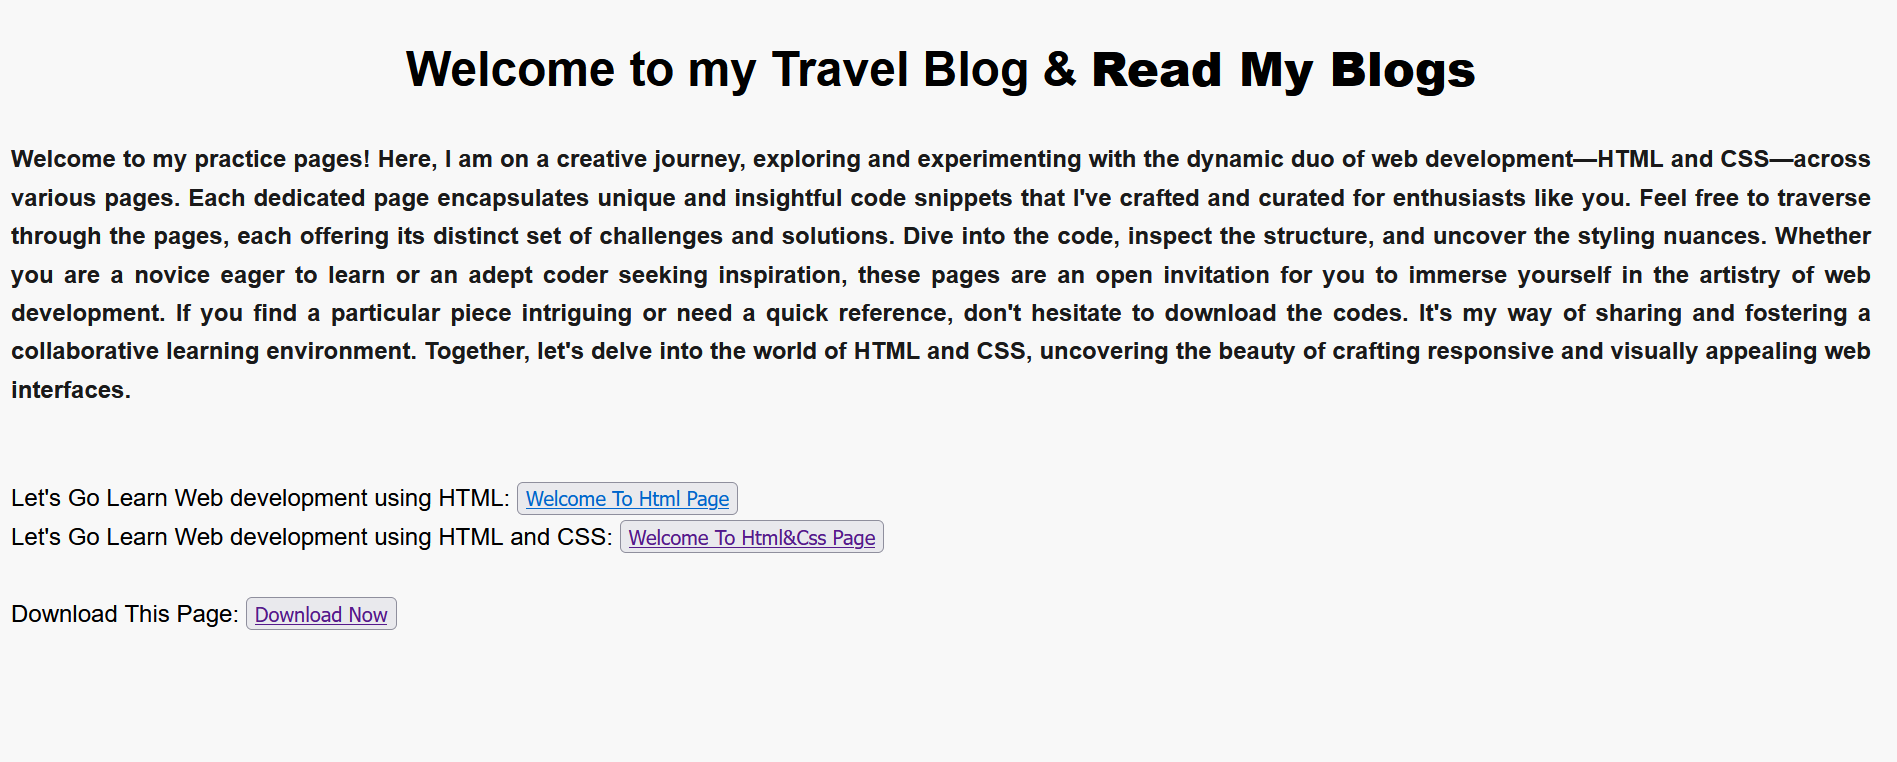 Welcome to my Travel Blog & Read My Blogs
Welcome to my practice pages! Here, I am on a creative journey, exploring and experimenting with the dynamic duo of web development—HTML and CSS—across
various pages. Each dedicated page encapsulates unique and insightful code snippets that I've crafted and curated for enthusiasts like you. Feel free to traverse
through the pages, each offering its distinct set of challenges and solutions. Dive into the code, inspect the structure, and uncover the styling nuances. Whether
you are a novice eager to learn or an adept coder seeking inspiration, these pages are an open invitation for you to immerse yourself in the artistry of web
development. If you find a particular piece intriguing or need a quick reference, don't hesitate to download the codes. It's my way of sharing and fostering a
collaborative learning environment. Together, let's delve into the world of HTML and CSS, uncovering the beauty of crafting responsive and visually appealing web
interfaces.
Let's Go Learn Web development using HTML: Welcome To Html Page
Let's Go Learn Web development using HTML and CSS: Welcome To Html&Css Page
Download This Page: Download Now